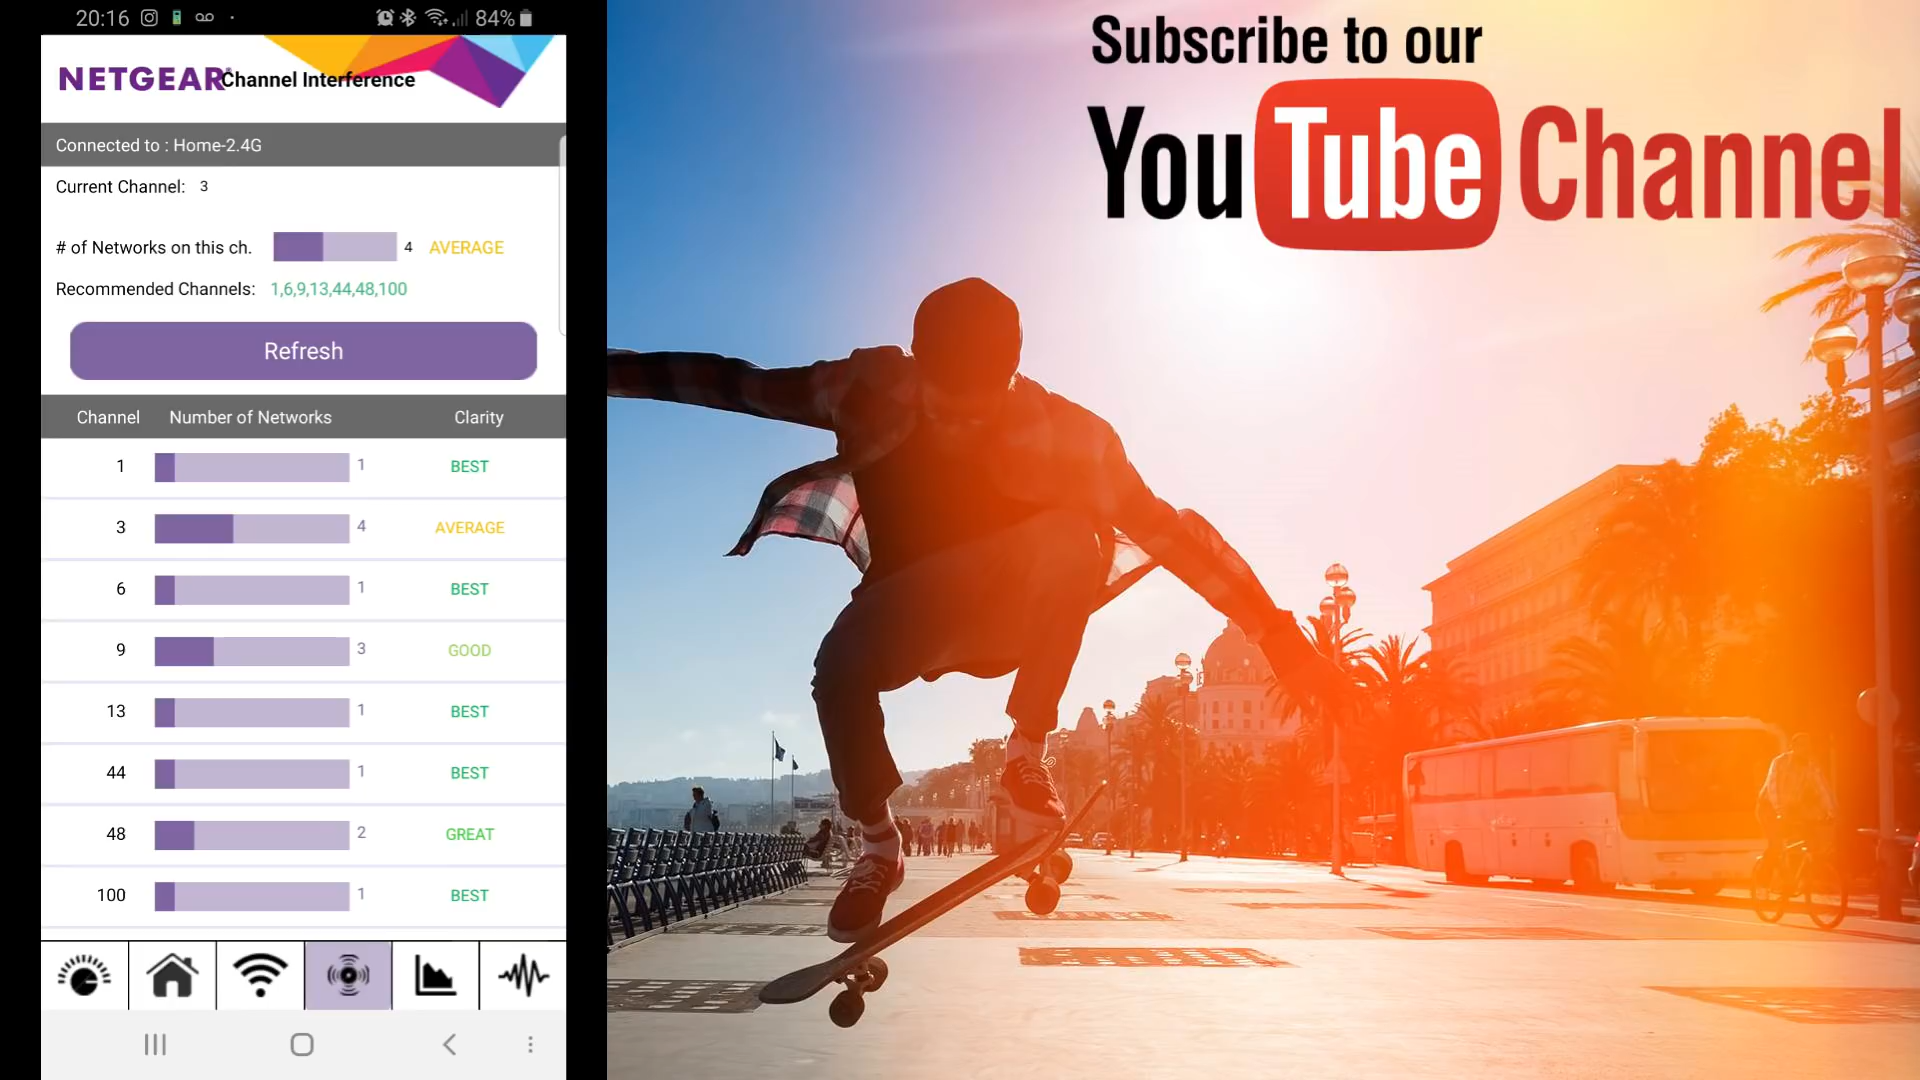 20:16 84%
NETGEAR Channel Interference
Connected to : Home-2.4G
Current Channel: 3
# of Networks on this ch. 4 AVERAGE
Recommended Channels: 1,6,9,13,44,48,100
Refresh
Channel Number of Networks Clarity
1 1 BEST
3 4 AVERAGE
6 1 BEST
9 3 GOOD
13 1 BEST
44 1 BEST
48 2 GREAT
100 1 BEST
Subscribe to our
YouTube Channel